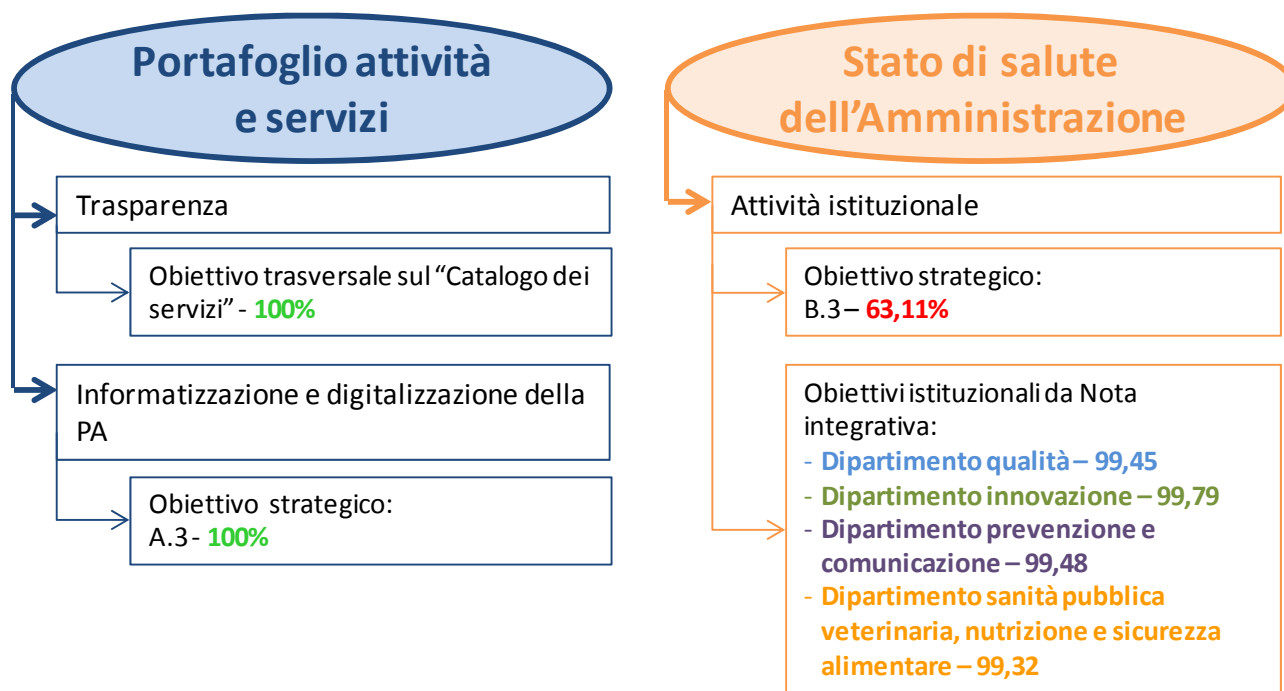 Portafoglio attività
e servizi
Trasparenza
Obiettivo trasversale sul “Catalogo dei
servizi” - 100%
Informatizzazione e digitalizzazione della
PA
Obiettivo strategico:
A.3 - 100%
Stato di salute
dell’Amministrazione
Attività istituzionale
Obiettivo strategico:
B.3 – 63,11%
Obiettivi istituzionali da Nota
integrativa:
- Dipartimento qualità – 99,45
- Dipartimento innovazione – 99,79
- Dipartimento prevenzione e
comunicazione – 99,48
- Dipartimento sanità pubblica
veterinaria, nutrizione e sicurezza
alimentare – 99,32